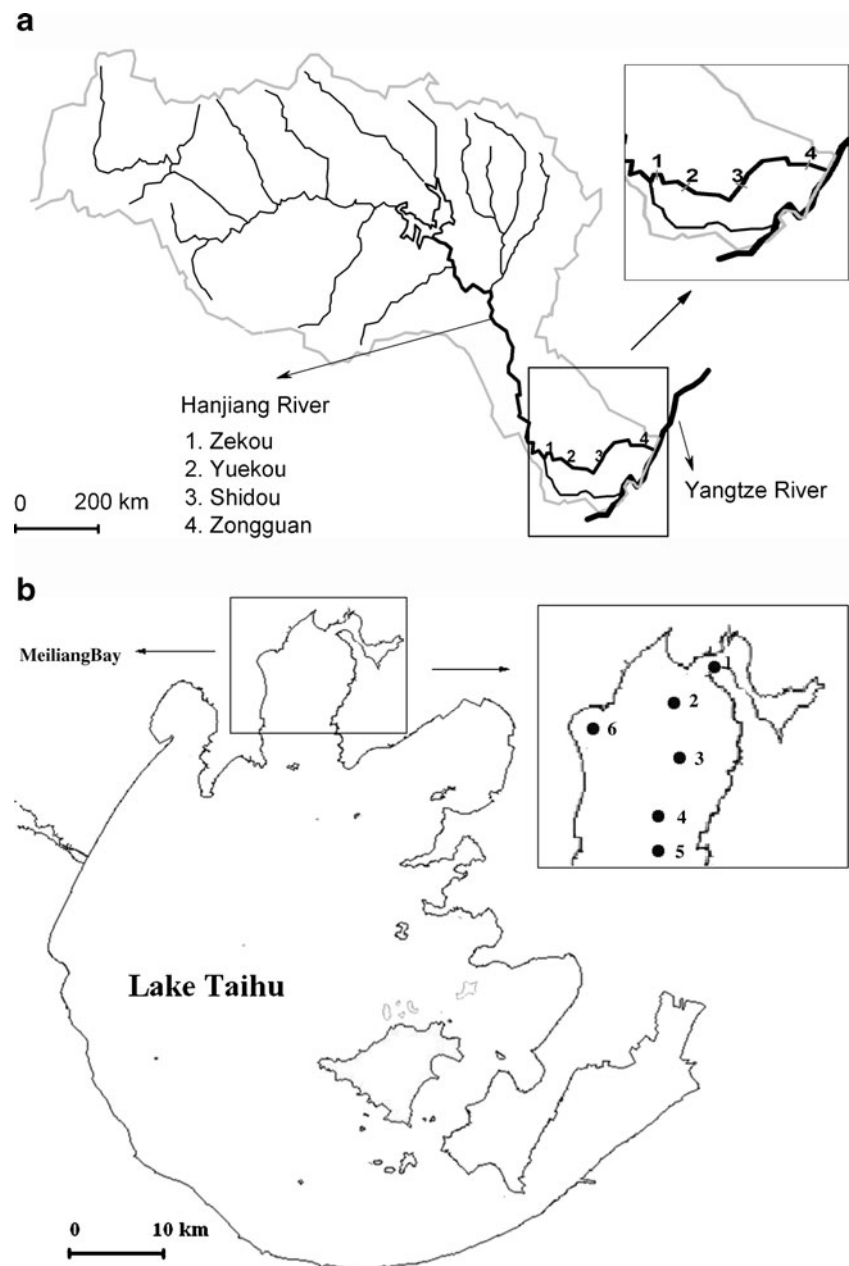 a
1
2
3
4
Hanjiang River
1. Zekou
2. Yuekou
3. Shidou
4. Zongguan
1
2
3
4
Yangtze River
0 200 km
b
MeiliangBay
1
2
6
3
4
5
Lake Taihu
0 10 km